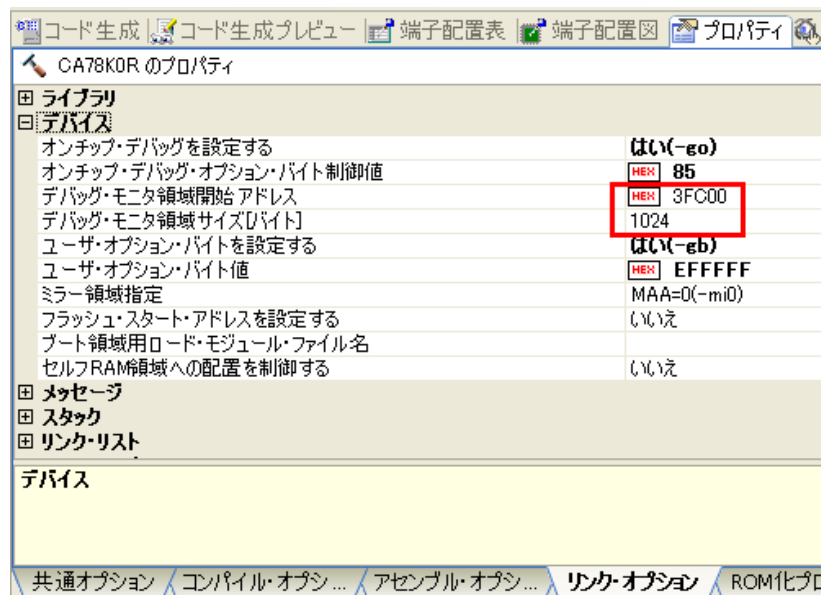 コード生成 コード生成プレビュー 端子配置表 端子配置図 プロパティ
CA78K0R のプロパティ
ライブラリ
デバイス
オンチップ・デバッグを設定する はい(-go)
オンチップ・デバッグ・オプション・バイト制御値 HEX 85
デバッグ・モニタ領域開始アドレス HEX 3FC00
デバッグ・モニタ領域サイズ[バイト] 1024
ユーザ・オプション・バイトを設定する はい(-gb)
ユーザ・オプション・バイト値 HEX EFFFFF
ミラー領域指定 MAA=0(-mi0)
フラッシュ・スタート・アドレスを設定する いいえ
ブート領域用ロード・モジュール・ファイル名
セルフRAM領域への配置を制御する いいえ
メッセージ
スタック
リンク・リスト
デバイス
共通オプション コンパイル・オプシ... アセンブル・オプシ... リンク・オプション ROM化プロ